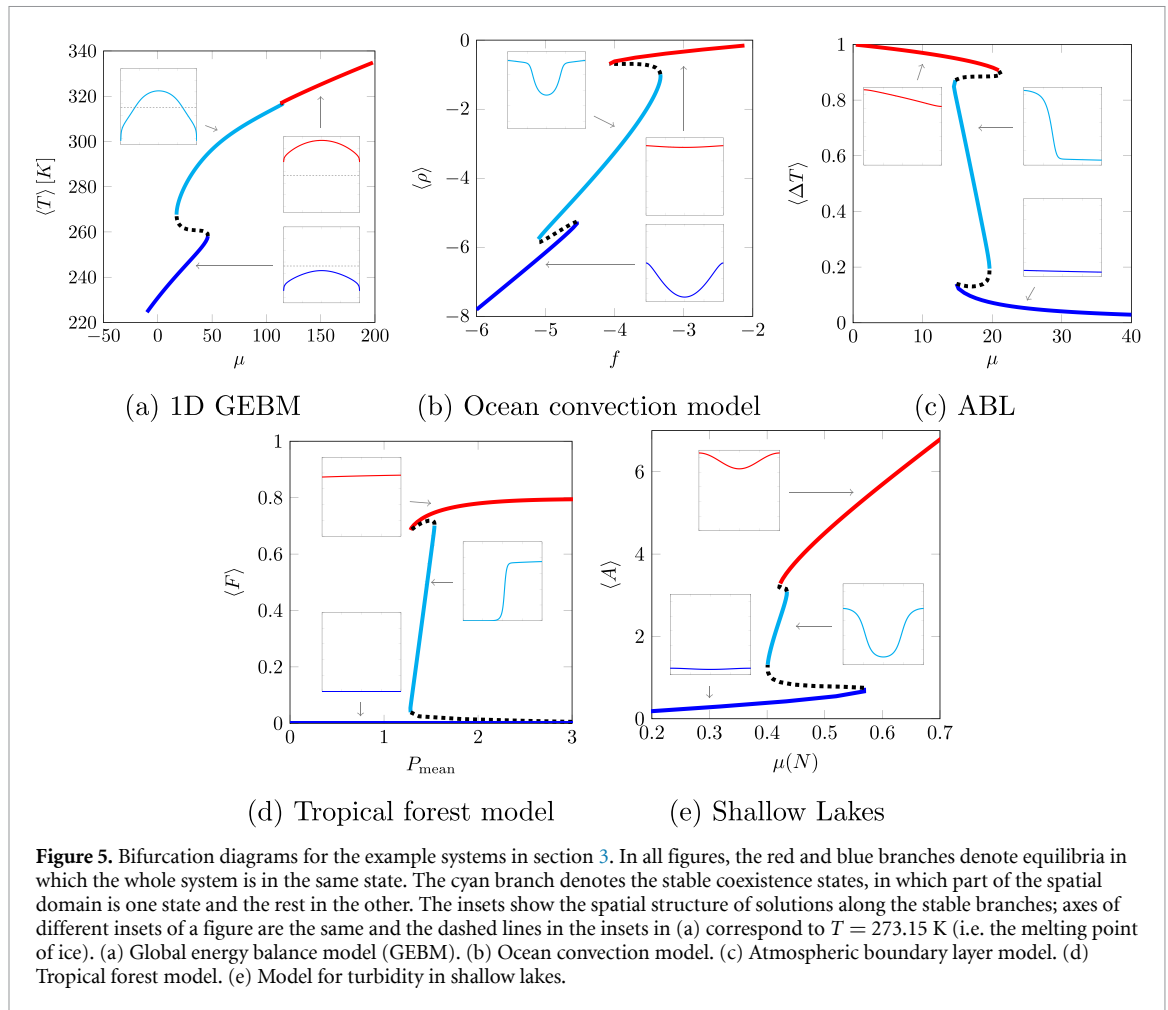 340
320
300
280
260
240
220
⟨T⟩ [K]
−50
0
50
100
150
200
μ
(a) 1D GEBM
0
−2
−4
−6
−8
⟨ρ⟩
−6
−5
−4
−3
−2
f
(b) Ocean convection model
1
0.8
0.6
0.4
0.2
0
⟨ΔT⟩
0
10
20
30
40
μ
(c) ABL
1
0.8
0.6
0.4
0.2
0
⟨F⟩
0
1
2
3
P_mean
(d) Tropical forest model
6
4
2
0
⟨A⟩
0.2
0.3
0.4
0.5
0.6
0.7
μ(N)
(e) Shallow Lakes
Figure 5. Bifurcation diagrams for the example systems in section 3. In all figures, the red and blue branches denote equilibria in
which the whole system is in the same state. The cyan branch denotes the stable coexistence states, in which part of the spatial
domain is one state and the rest in the other. The insets show the spatial structure of solutions along the stable branches; axes of
different insets of a figure are the same and the dashed lines in the insets in (a) correspond to T = 273.15 K (i.e. the melting point
of ice). (a) Global energy balance model (GEBM). (b) Ocean convection model. (c) Atmospheric boundary layer model. (d)
Tropical forest model. (e) Model for turbidity in shallow lakes.